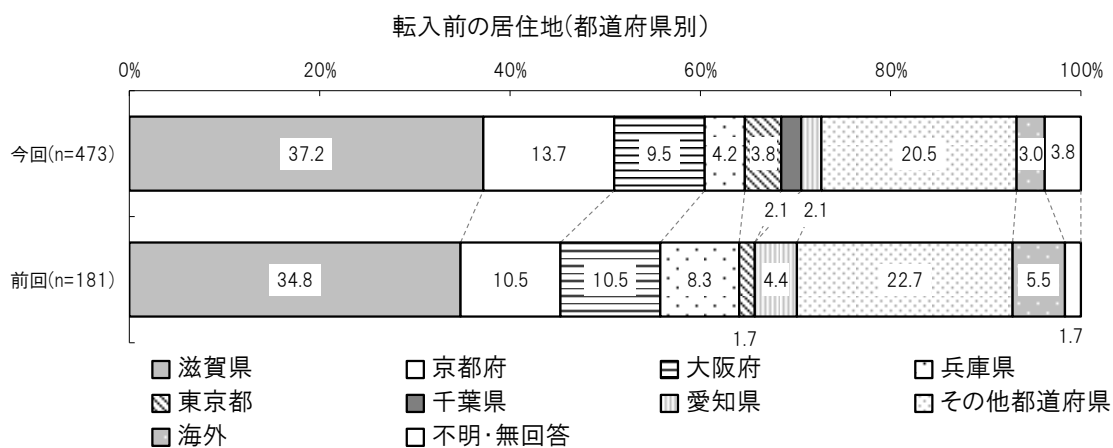 転入前の居住地(都道府県別)
0% 20% 40% 60% 80% 100%
今回(n=473) 37.2 13.7 9.5 4.2 3.8 20.5 3.0 3.8
2.1 2.1
前回(n=181) 34.8 10.5 10.5 8.3 4.4 22.7 5.5
1.7 1.7
滋賀県 京都府 大阪府 兵庫県
東京都 千葉県 愛知県 その他都道府県
海外 不明・無回答